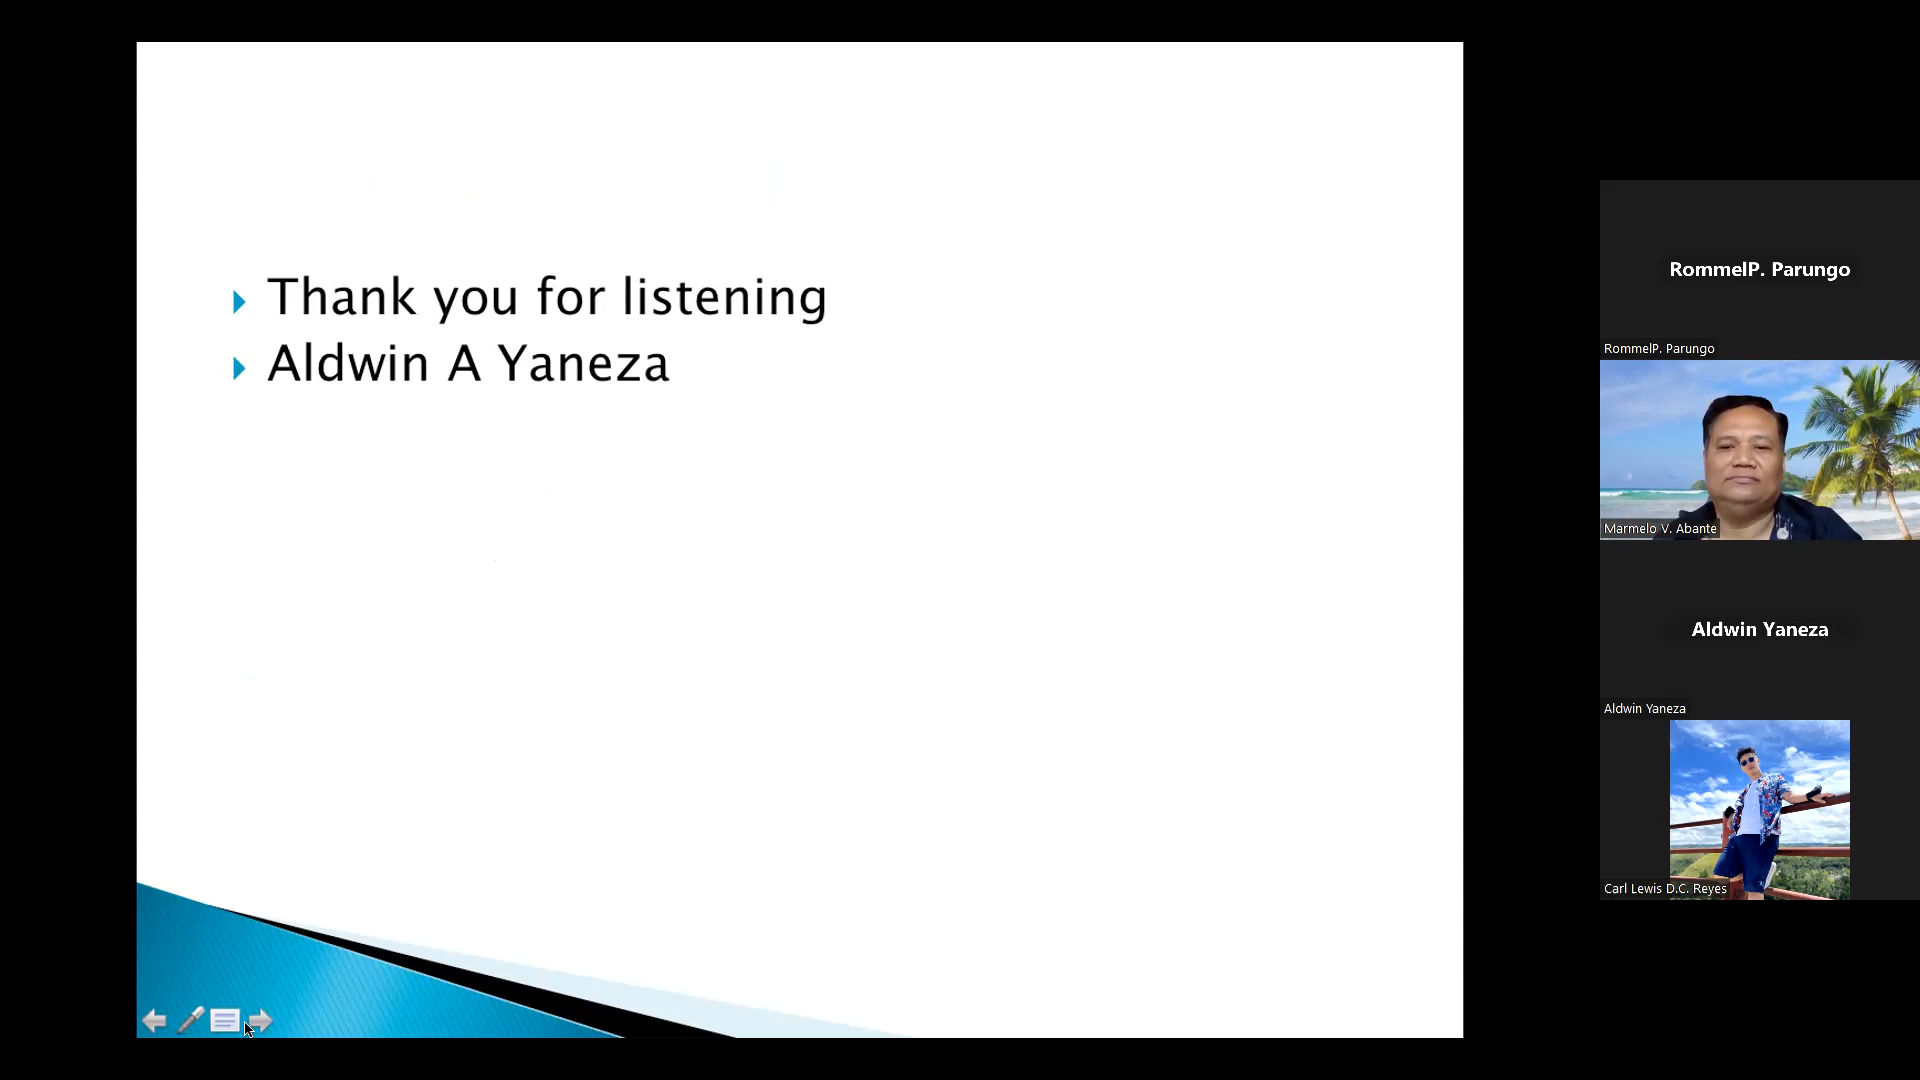 Thank you for listening
Aldwin A Yaneza
RommelP. Parungo
RommelP. Parungo
Marmelo V. Abante
Aldwin Yaneza
Aldwin Yaneza
Carl Lewis D.C. Reyes